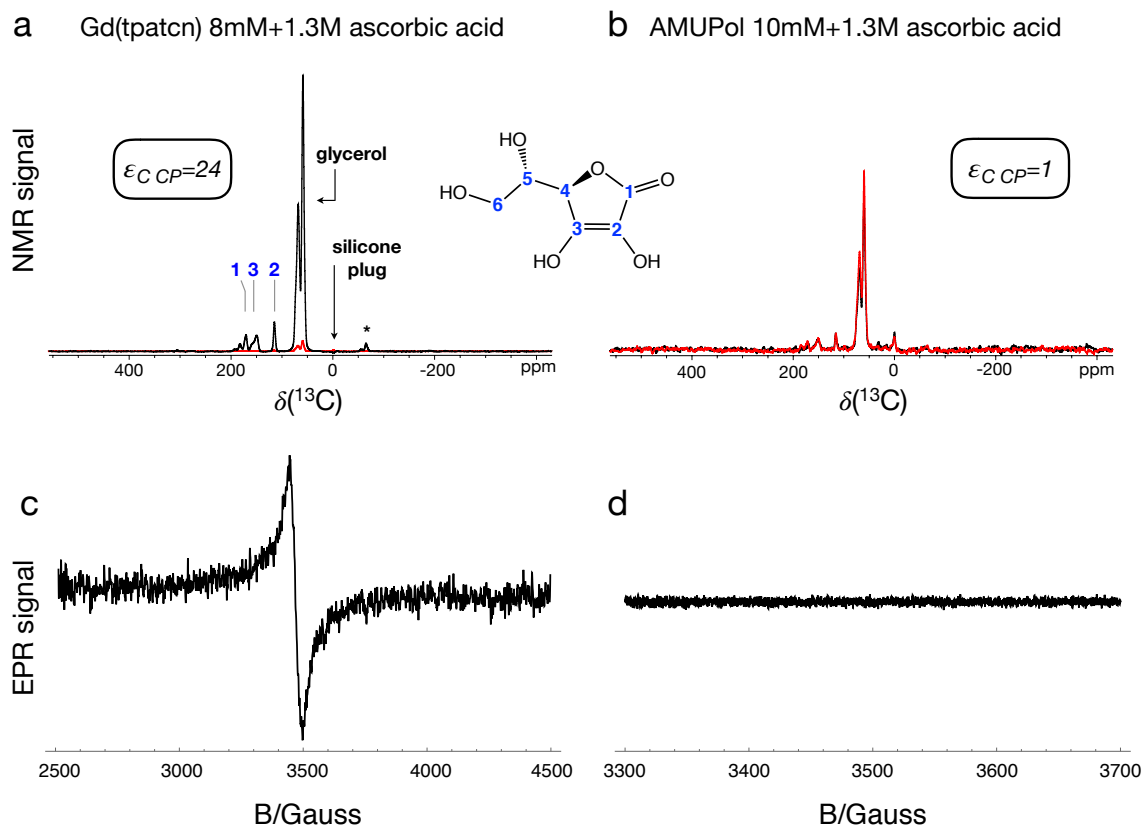 a Gd(tpatcn) 8mM+1.3M ascorbic acid
NMR signal
εC CP=24
glycerol
silicone
plug
1 3 2
*
400 200 0 -200 ppm
δ(¹³C)
HO
O
O
HO
HO
OH
1
2
3
4
5
6
b AMUPol 10mM+1.3M ascorbic acid
εC CP=1
400 200 0 -200 ppm
δ(¹³C)
c
EPR signal
2500 3000 3500 4000 4500
B/Gauss
d
3300 3400 3500 3600 3700
B/Gauss